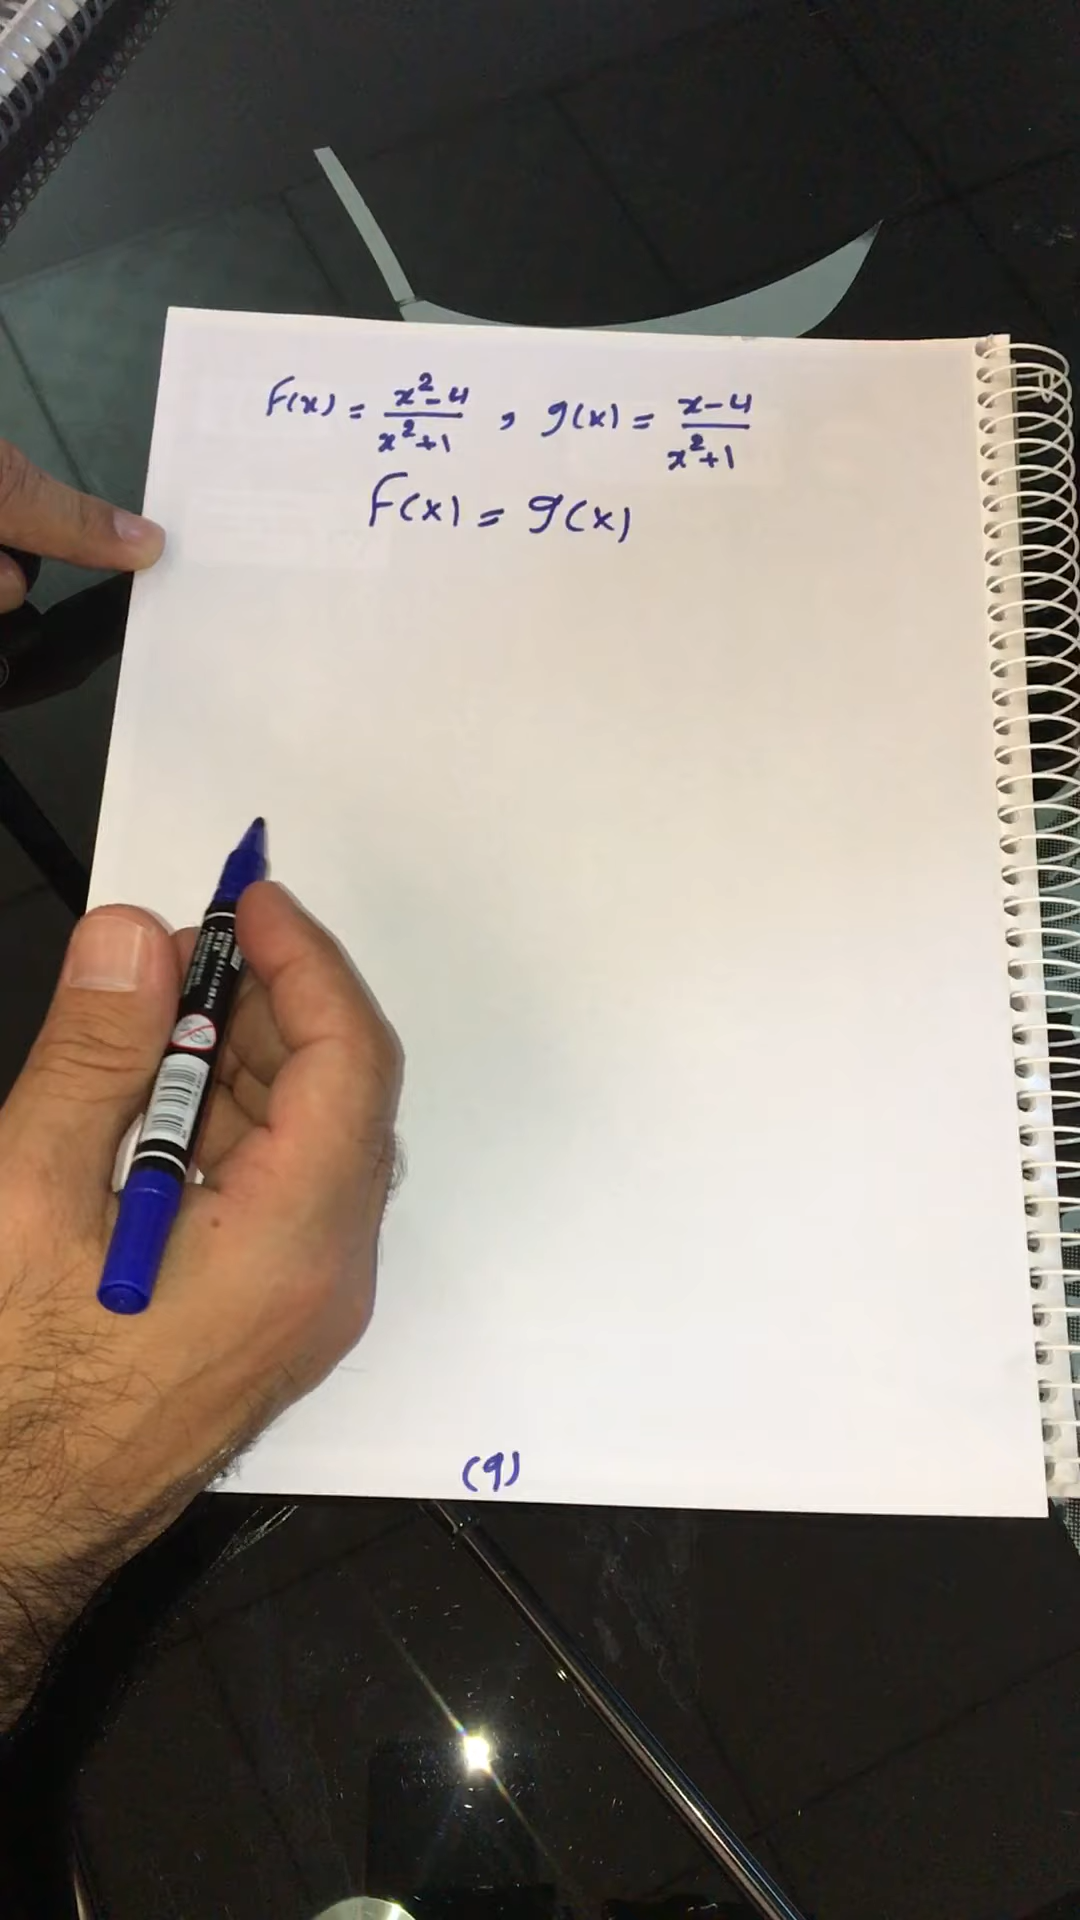 F(x) = x²-4 / x²+1 , g(x) = x-4 / x²+1
F(x) = g(x)
(9)